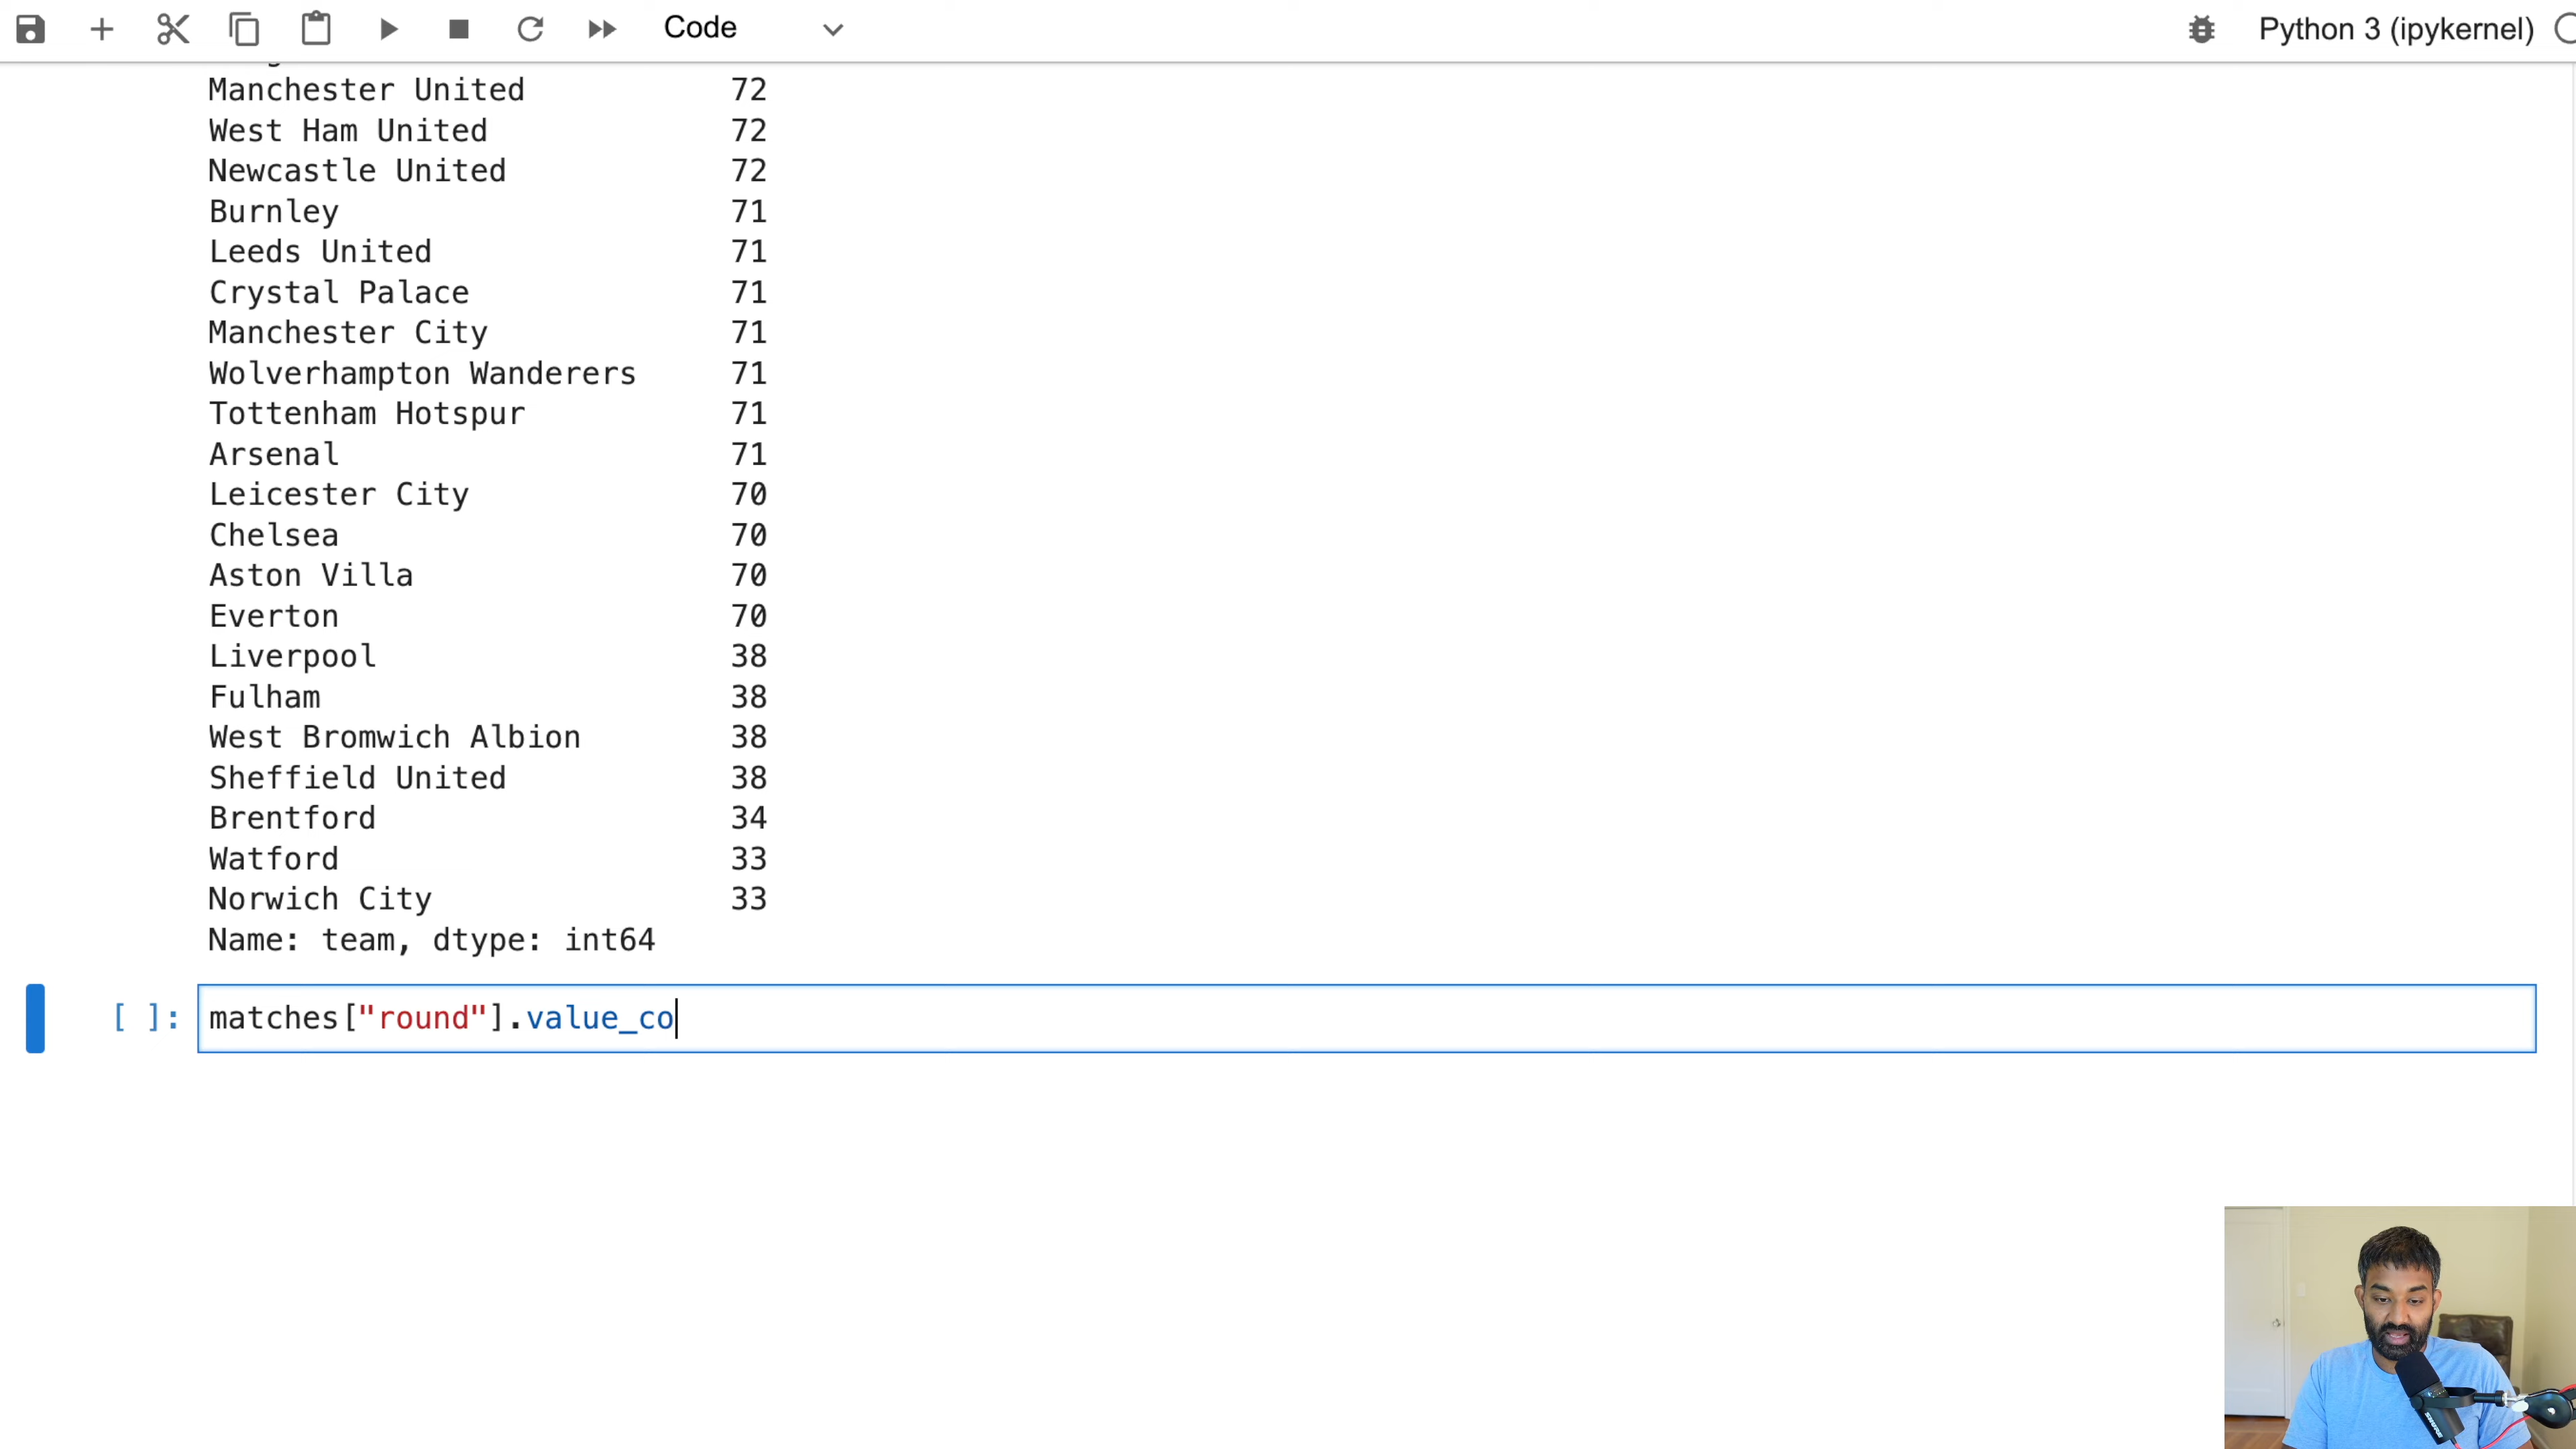 Code
Python 3 (ipykernel)
Manchester United 72
West Ham United 72
Newcastle United 72
Burnley 71
Leeds United 71
Crystal Palace 71
Manchester City 71
Wolverhampton Wanderers 71
Tottenham Hotspur 71
Arsenal 71
Leicester City 70
Chelsea 70
Aston Villa 70
Everton 70
Liverpool 38
Fulham 38
West Bromwich Albion 38
Sheffield United 38
Brentford 34
Watford 33
Norwich City 33
Name: team, dtype: int64
[ ]: matches["round"].value_co